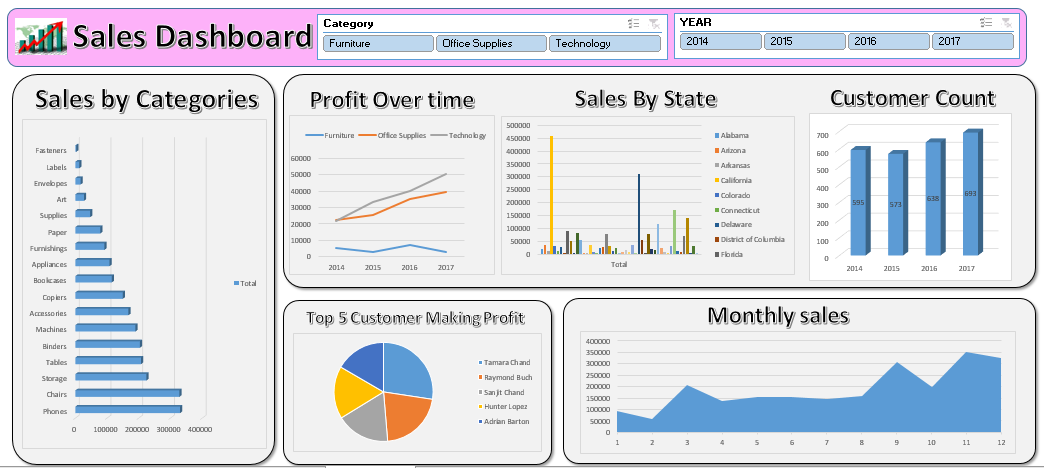 Sales Dashboard
Category
Furniture
Office Supplies
Technology
YEAR
2014
2015
2016
2017
Sales by Categories
Fasteners
Labels
Envelopes
Art
Supplies
Paper
Furnishings
Appliances
Bookcases
Copiers
Accessories
Machines
Binders
Tables
Storage
Chairs
Phones
0 100000 200000 300000 400000
Total
Profit Over time
Furniture Office Supplies Technology
60000
50000
40000
30000
20000
10000
0
2014 2015 2016 2017
Sales By State
500000
450000
400000
350000
300000
250000
200000
150000
100000
50000
0
Total
Alabama
Arizona
Arkansas
California
Colorado
Connecticut
Delaware
District of Columbia
Florida
Customer Count
700
600
500
400
300
200
100
0
595
573
638
693
2014 2015 2016 2017
Top 5 Customer Making Profit
Tamara Chand
Raymond Buch
Sanjit Chand
Hunter Lopez
Adrian Barton
Monthly sales
400000
350000
300000
250000
200000
150000
100000
50000
0
1 2 3 4 5 6 7 8 9 10 11 12